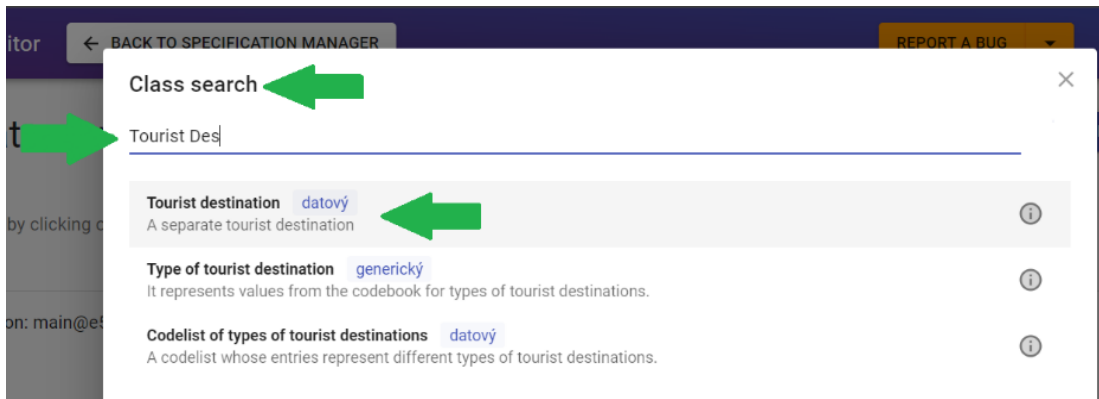 itor
← BACK TO SPECIFICATION MANAGER
REPORT A BUG
Class search
t
Tourist Des
Tourist destination datový
A separate tourist destination
by clicking
Type of tourist destination generický
It represents values from the codebook for types of tourist destinations.
on: main@e
Codelist of types of tourist destinations datový
A codelist whose entries represent different types of tourist destinations.